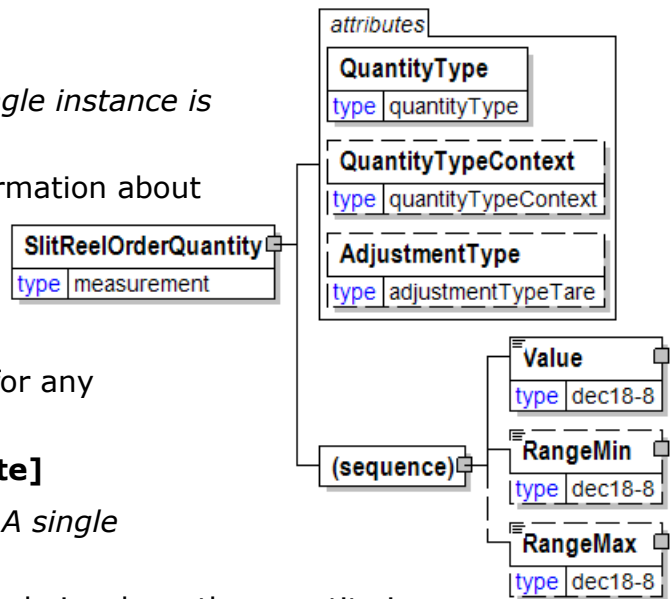 attributes
QuantityType
type quantityType
gle instance is
QuantityTypeContext
rmation about
type quantityTypeContext
SlitReelOrderQuantity
type measurement
AdjustmentType
type adjustmentTypeTare
Value
or any
type dec18-8
te]
(sequence)
RangeMin
type dec18-8
A single
RangeMax
type dec18-8